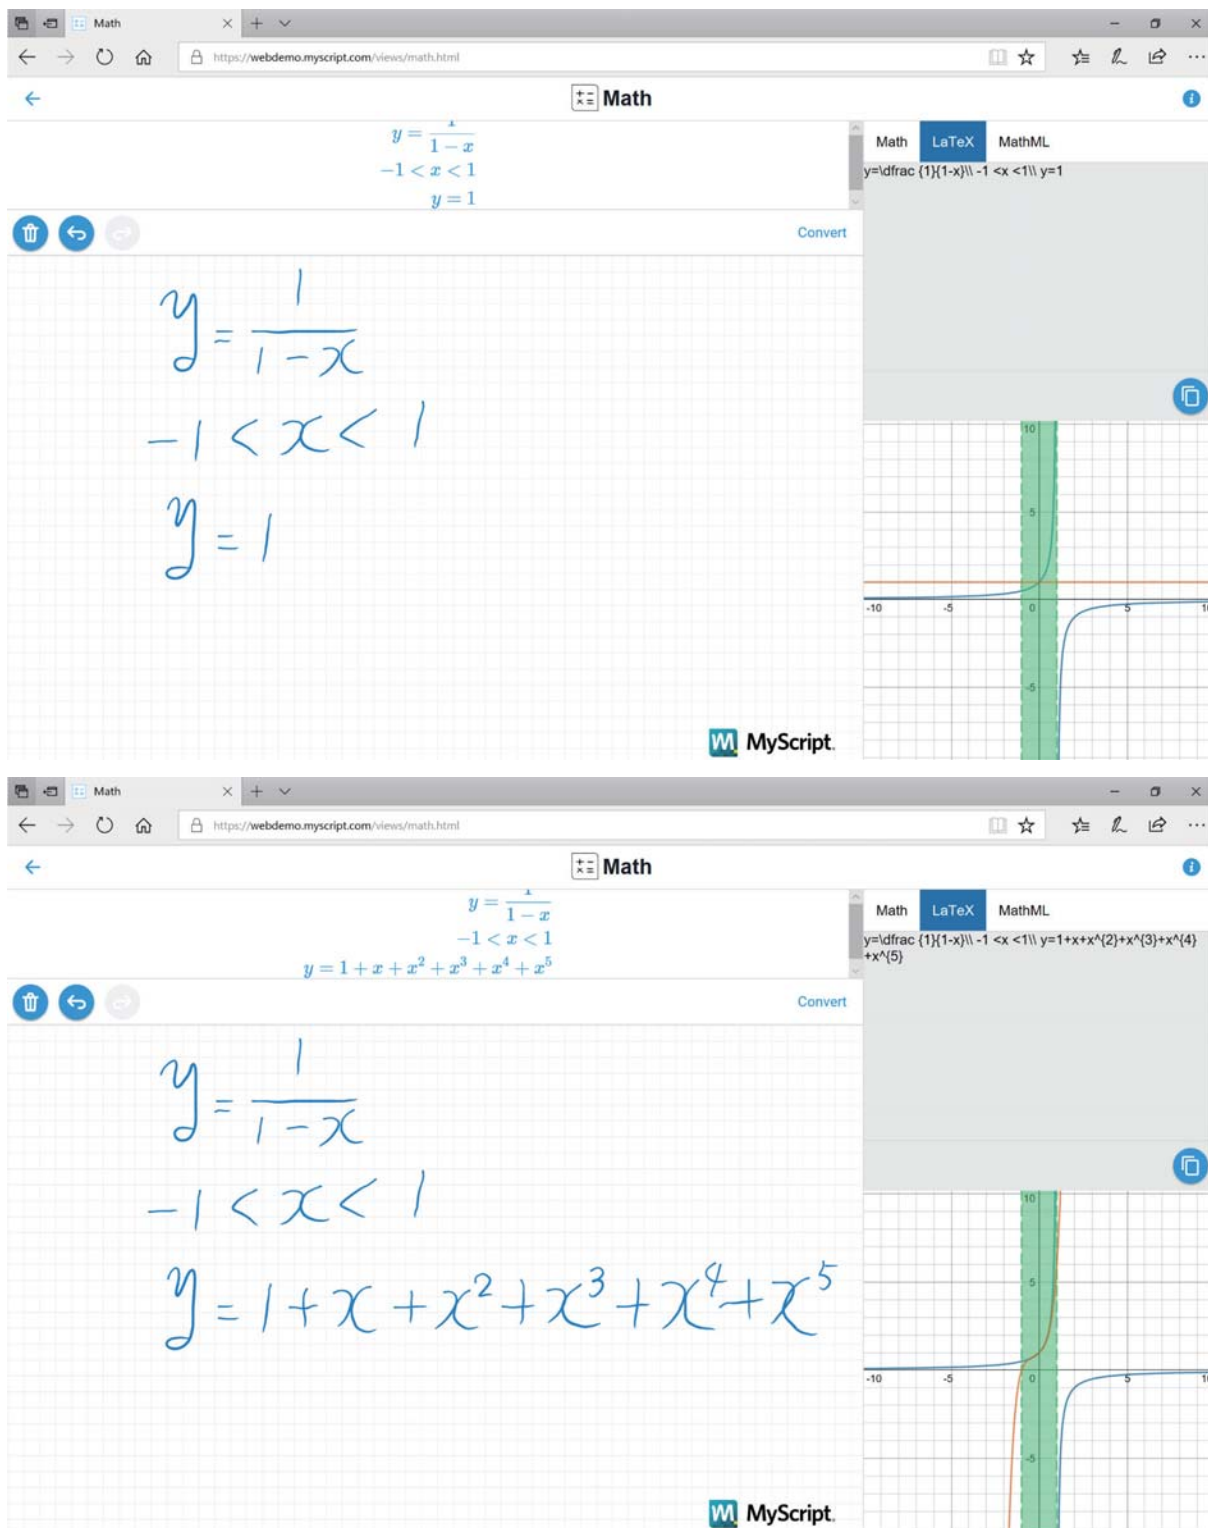 Math
https://webdemo.myscript.com/views/math.html
Math
y = 1/(1 − x)
−1 < x < 1
y = 1
Math LaTeX MathML
y=\dfrac {1}{1-x}\\ -1 <x <1\\ y=1
Convert
y = 1/(1 − x)
−1 < x < 1
y = 1
10
5
-10 -5 0 5 1
-5
MyScript.
Math
https://webdemo.myscript.com/views/math.html
Math
y = 1/(1 − x)
−1 < x < 1
y = 1 + x + x² + x³ + x⁴ + x⁵
Math LaTeX MathML
y=\dfrac {1}{1-x}\\ -1 <x <1\\ y=1+x+x^{2}+x^{3}+x^{4}
+x^{5}
Convert
y = 1/(1 − x)
−1 < x < 1
y = 1 + x + x² + x³ + x⁴ + x⁵
10
5
-10 -5 0 5 1
-5
MyScript.